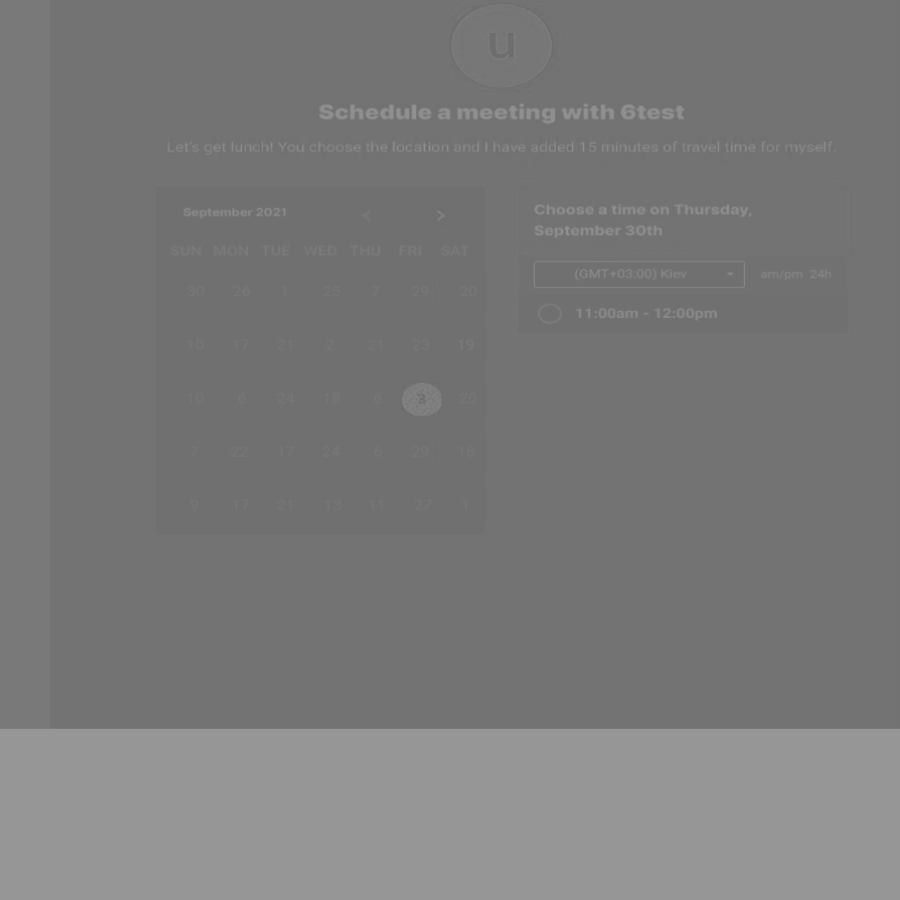 u
Schedule a meeting with 6test
Let's get lunch! You choose the location and I have added 15 minutes of travel time for myself.
September 2021 < >
SUN MON TUE WED THU FRI SAT
30 26 1 25 7 29 20
16 17 21 2 21 23 19
10 6 24 18 6 3 25
7 22 17 24 6 29 16
9 17 21 13 11 27 1
Choose a time on Thursday,
September 30th
(GMT+03:00) Kiev am/pm 24h
11:00am - 12:00pm